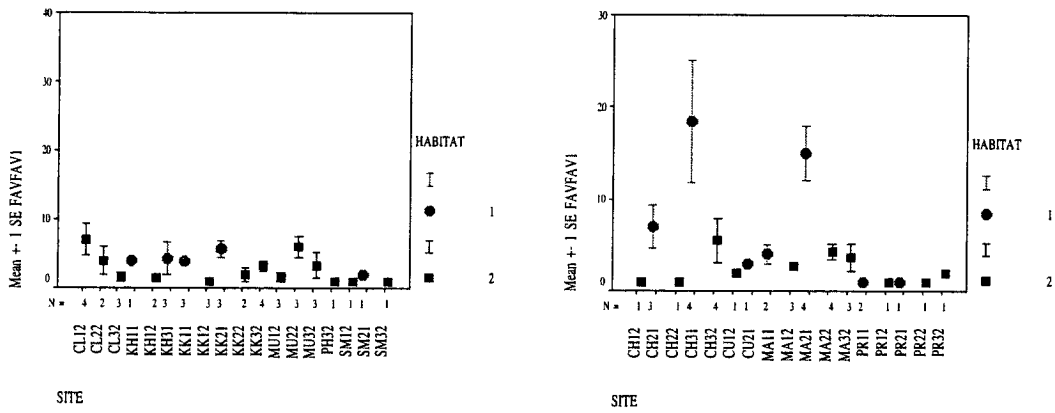 40
30
20
10
0
Mean +- 1 SE FAVFAV1
N = 4 2 3 1 2 3 3 3 3 2 4 3 3 3 1 1 1 1
CL12 CL22 CL32 KH11 KH12 KH31 KK11 KK12 KK21 KK22 KK32 MU12 MU22 MU32 PH32 SM12 SM21 SM32
SITE
HABITAT
1
2
30
20
10
0
Mean +- 1 SE FAVFAV1
N = 1 3 1 4 4 1 1 2 3 4 4 3 2 1 1 1 1
CH12 CH21 CH22 CH31 CH32 CU12 CU21 MA11 MA12 MA21 MA22 MA32 PR11 PR12 PR21 PR22 PR32
SITE
HABITAT
1
2